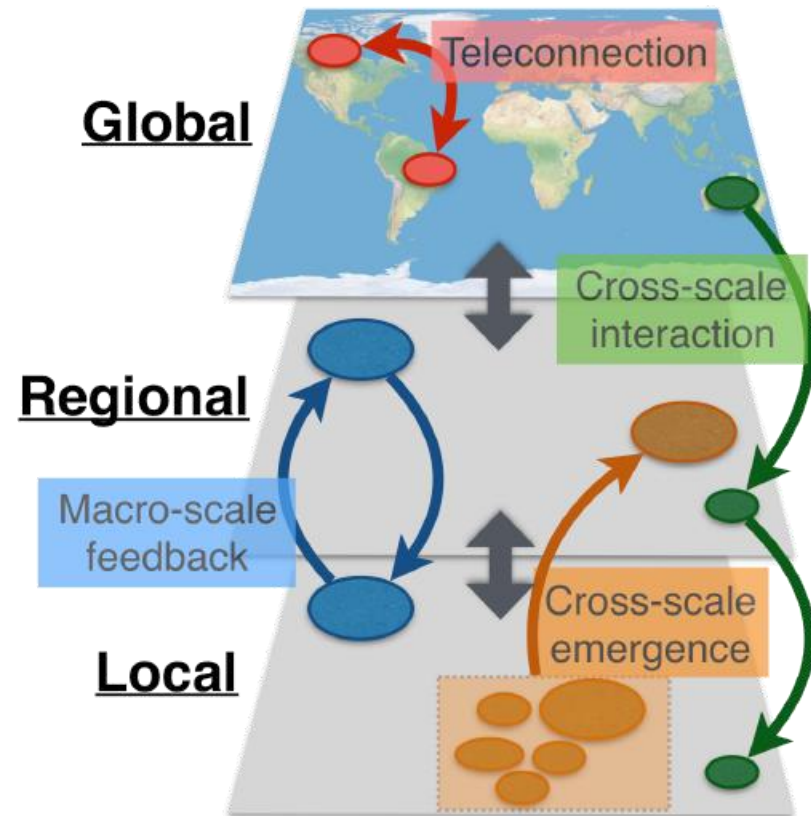 Teleconnection
Global
Cross-scale
interaction
Regional
Macro-scale
feedback
Cross-scale
emergence
Local